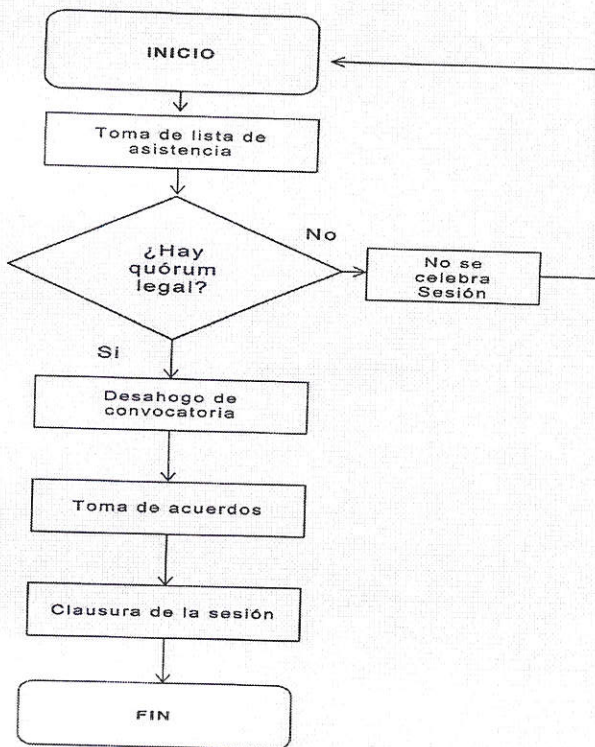 INICIO
Toma de lista de
asistencia
¿Hay
quórum
legal?
No
No se
celebra
Sesión
Si
Desahogo de
convocatoria
Toma de acuerdos
Clausura de la sesión
FIN